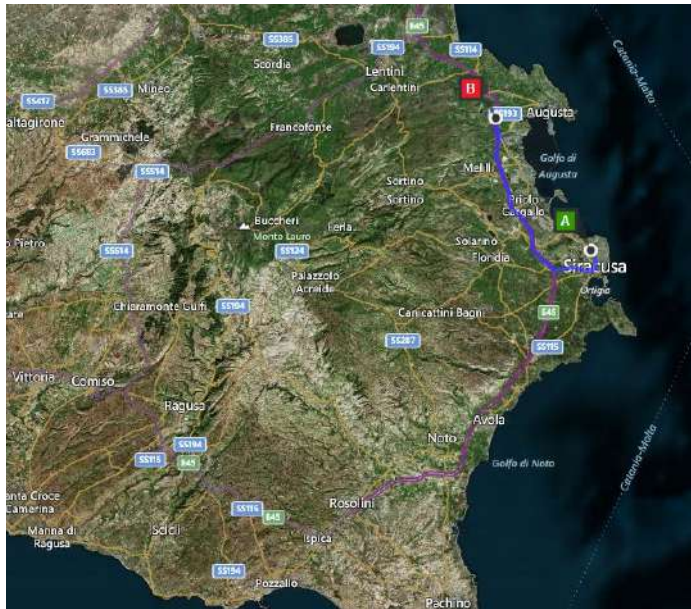 E45
SS385
SS194
SS114
Catania-Malta
Scordia
Lentini
Carlentini
Mineo
SS385
B
SS417
altagirone
SS193
Augusta
Francofonte
Grammichele
SS683
Golfo di
Augusta
Melilli
SS514
Sortino
Sortino
Priolo
Gargallo
A
Buccheri
Monte Lauro
Ferla
o Pietro
SS514
SS124
Solarino
Floridia
Siracusa
Palazzolo
Acreide
Ortigia
Chiaramonte Gulfi
SS194
Canicattini Bagni
E45
SS287
SS115
Vittoria
Comiso
Ragusa
Avola
Noto
SS115
SS194
E45
Golfo di Noto
Catania-Malta
anta Croce
Camerina
Rosolini
SS115
E45
Marina di
Ragusa
Scicli
Ispica
SS194
Pozzallo
Pachino